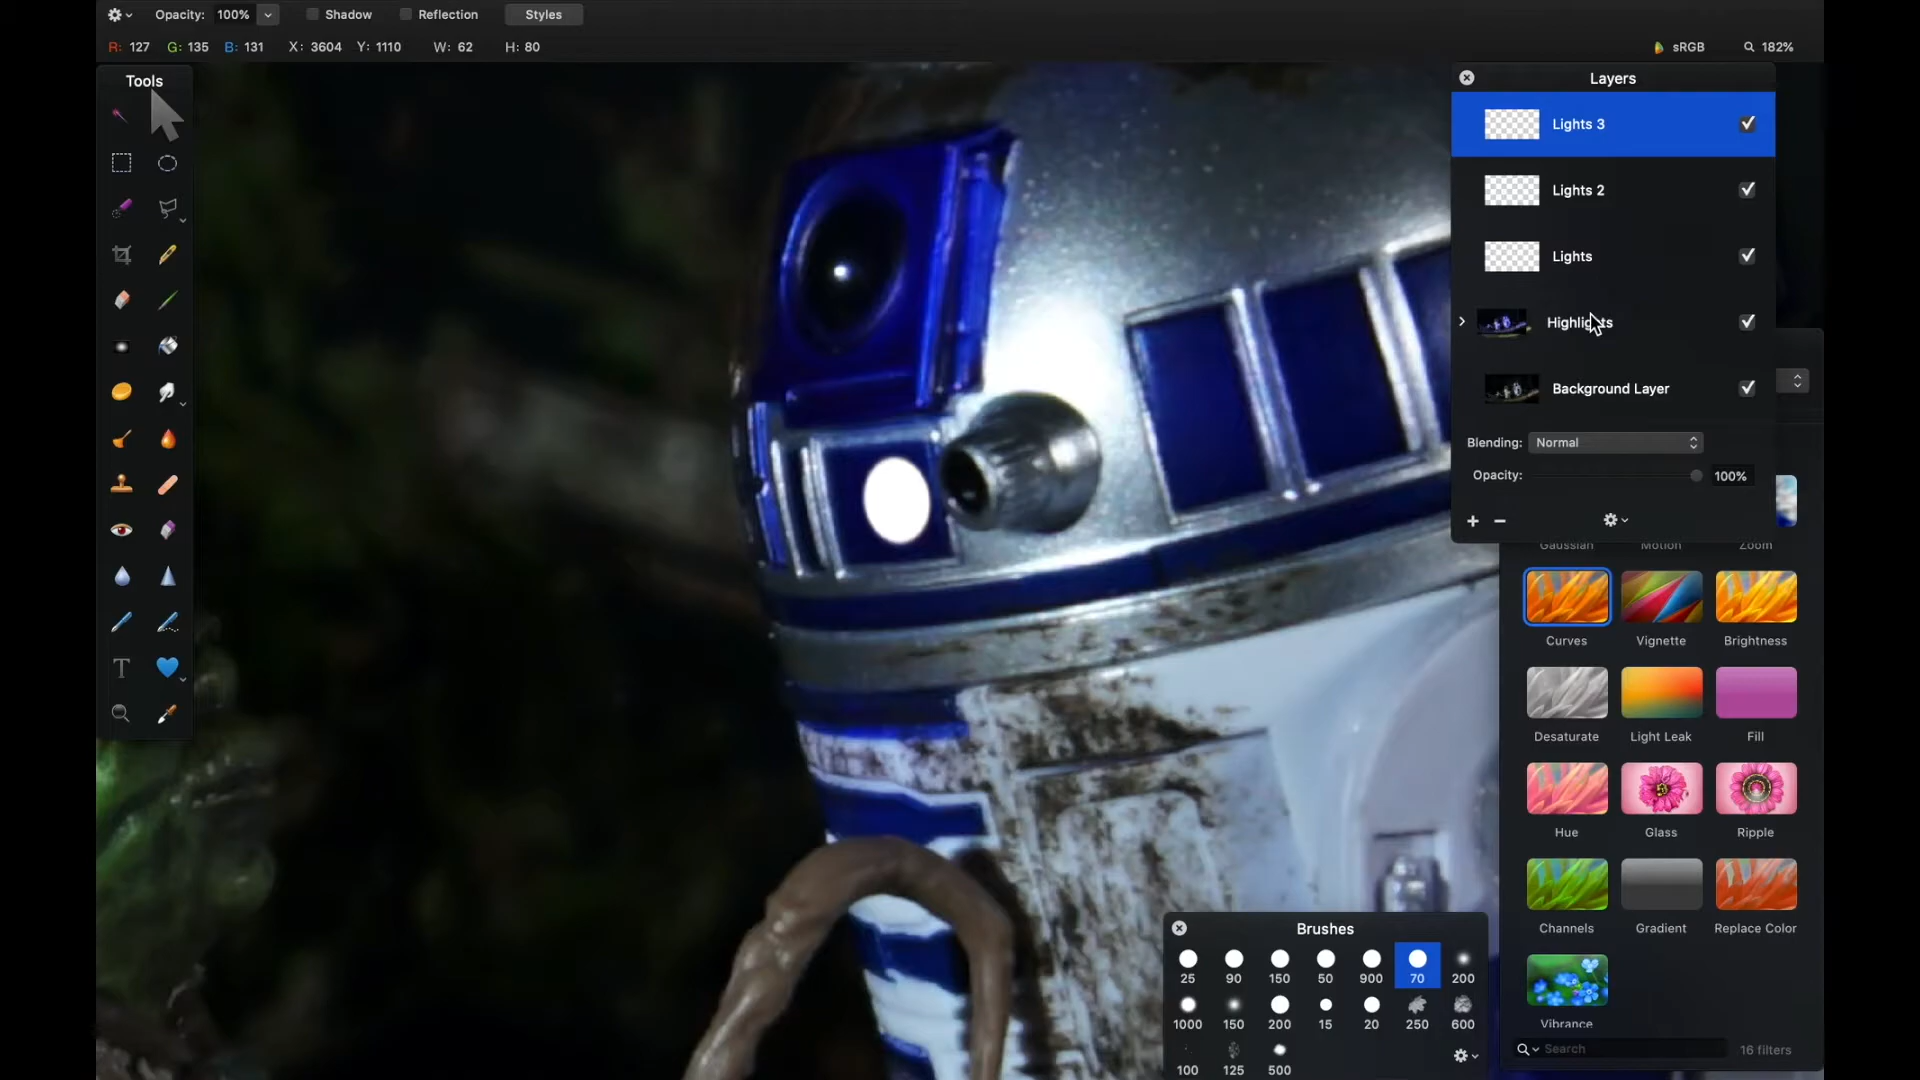 Opacity: 100% Shadow Reflection Styles
R: 127 G: 135 B: 131 X: 3604 Y: 1110 W: 62 H: 80 sRGB 182%
Tools
T
Layers
Lights 3
Lights 2
Lights
Highlights
Background Layer
Blending: Normal
Opacity: 100%
Gaussian Motion Zoom
Curves Vignette Brightness
Desaturate Light Leak Fill
Hue Glass Ripple
Channels Gradient Replace Color
Vibrance
Search 16 filters
Brushes
25 90 150 50 900 70 200
1000 150 200 15 20 250 600
100 125 500